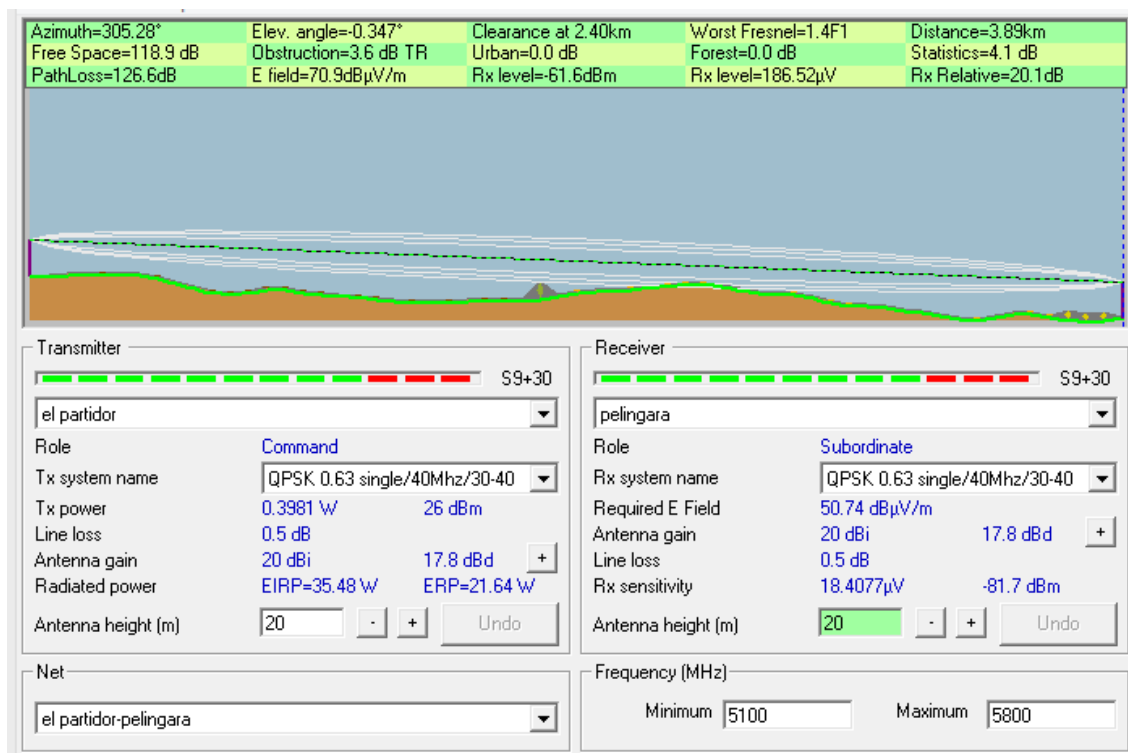 Azimuth=305.28° Elev. angle=-0.347° Clearance at 2.40km Worst Fresnel=1.4F1 Distance=3.89km
Free Space=118.9 dB Obstruction=3.6 dB TR Urban=0.0 dB Forest=0.0 dB Statistics=4.1 dB
PathLoss=126.6dB E field=70.9dBµV/m Rx level=-61.6dBm Rx level=186.52µV Rx Relative=20.1dB
Transmitter
S9+30
el partidor
Role Command
Tx system name QPSK 0.63 single/40Mhz/30-40
Tx power 0.3981 W 26 dBm
Line loss 0.5 dB
Antenna gain 20 dBi 17.8 dBd +
Radiated power EIRP=35.48 W ERP=21.64 W
Antenna height (m) 20 - + Undo
Net
el partidor-pelingara
Receiver
S9+30
pelingara
Role Subordinate
Rx system name QPSK 0.63 single/40Mhz/30-40
Required E Field 50.74 dBµV/m
Antenna gain 20 dBi 17.8 dBd +
Line loss 0.5 dB
Rx sensitivity 18.4077µV -81.7 dBm
Antenna height (m) 20 - + Undo
Frequency (MHz)
Minimum 5100 Maximum 5800